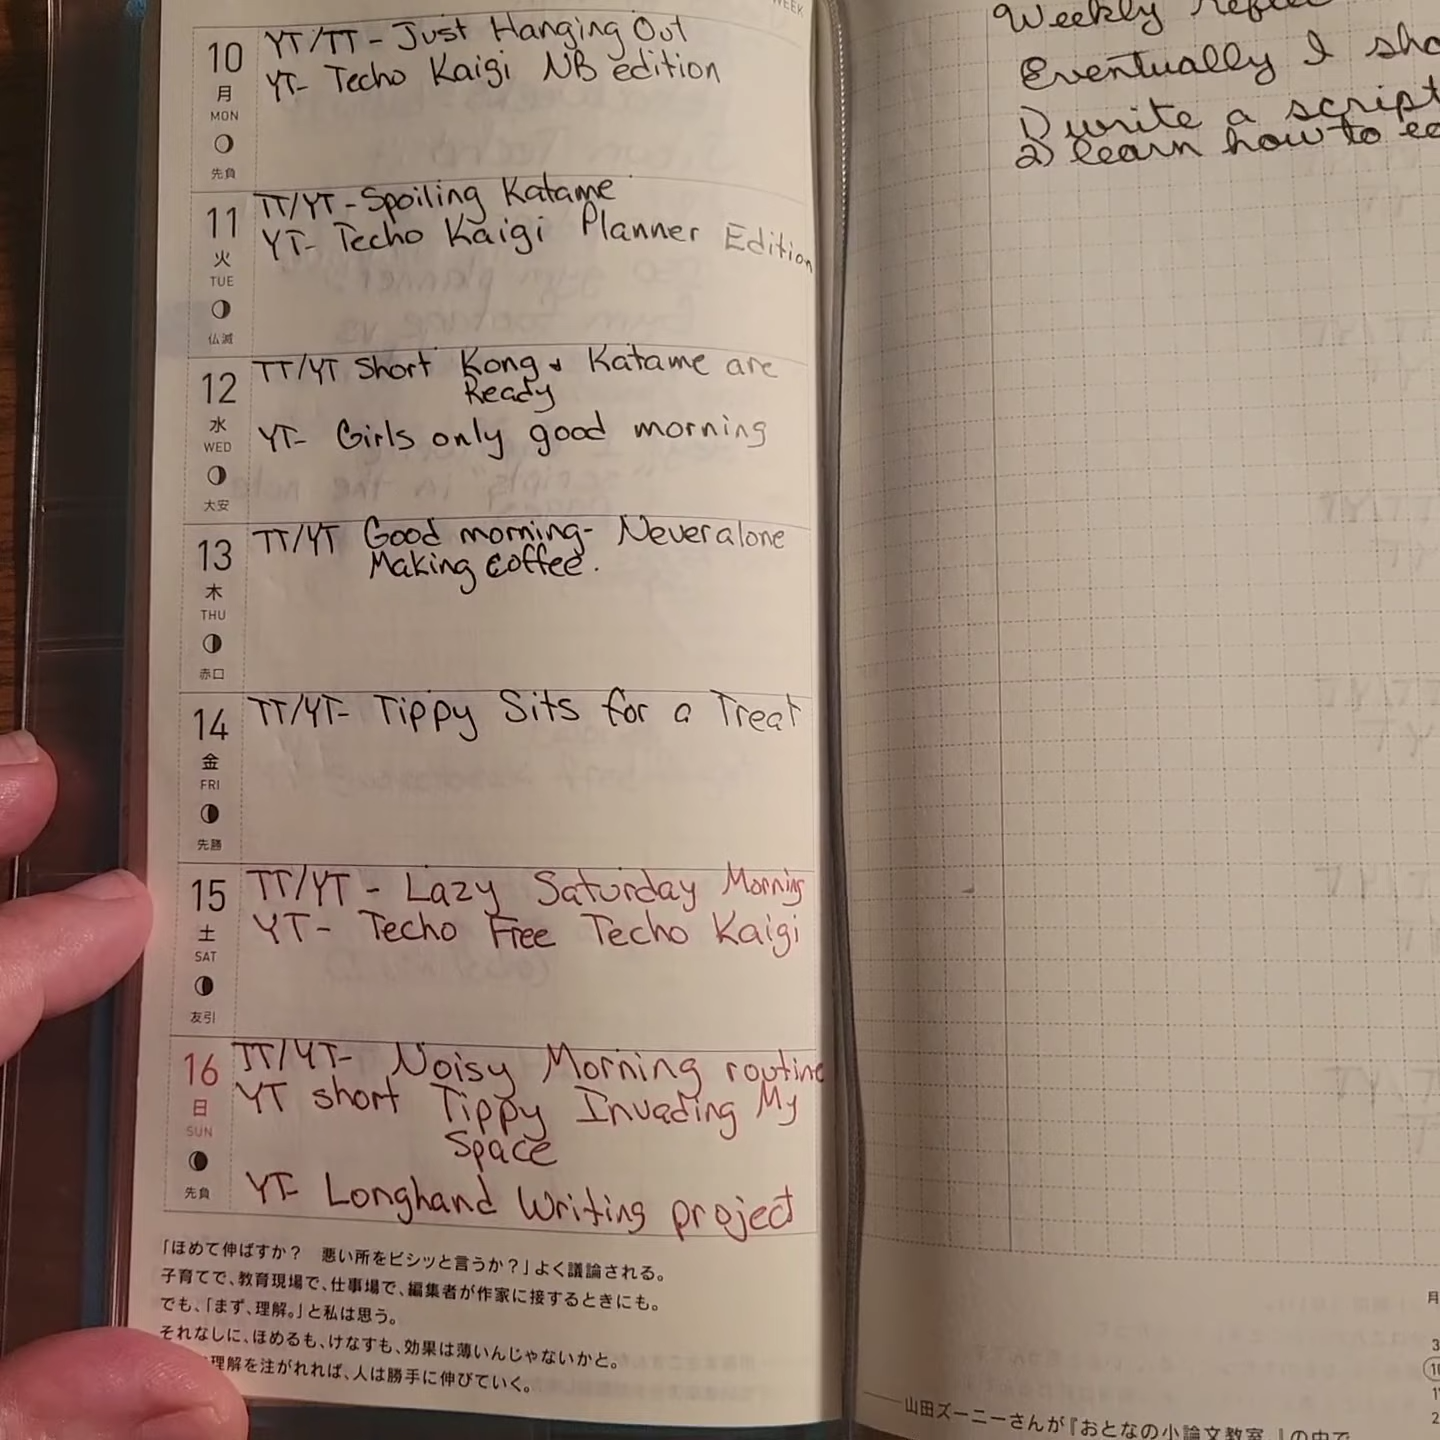 WEEK
10
月
MON
先負
YT/TT - Just Hanging Out
YT- Techo Kaigi NB edition
11
火
TUE
仏滅
TT/YT - Spoiling Katame
YT- Techo Kaigi Planner Edition
12
水
WED
大安
TT/YT Short Kong & Katame are
Ready
YT- Girls only good morning
13
木
THU
赤口
TT/YT Good morning- Never alone
Making coffee.
14
金
FRI
先勝
TT/YT- Tippy Sits for a Treat
15
土
SAT
友引
TT/YT - Lazy Saturday Morning
YT- Techo Free Techo Kaigi
16
日
SUN
先負
TT/YT- Noisy Morning routine
YT short Tippy Invading My
Space
YT- Longhand Writing project
「ほめて伸ばすか? 悪い所をビシッと言うか?」よく議論される。
子育てで、教育現場で、仕事場で、編集者が作家に接するときにも。
でも、「まず、理解。」と私は思う。
それなしに、ほめるも、けなすも、効果は薄いんじゃないかと。
理解を注がれれば、人は勝手に伸びていく。
Weekly
Eventually I
1) write a script
2) learn how to
月
——山田ズーニーさんが『おとなの小論文教室。』の中で